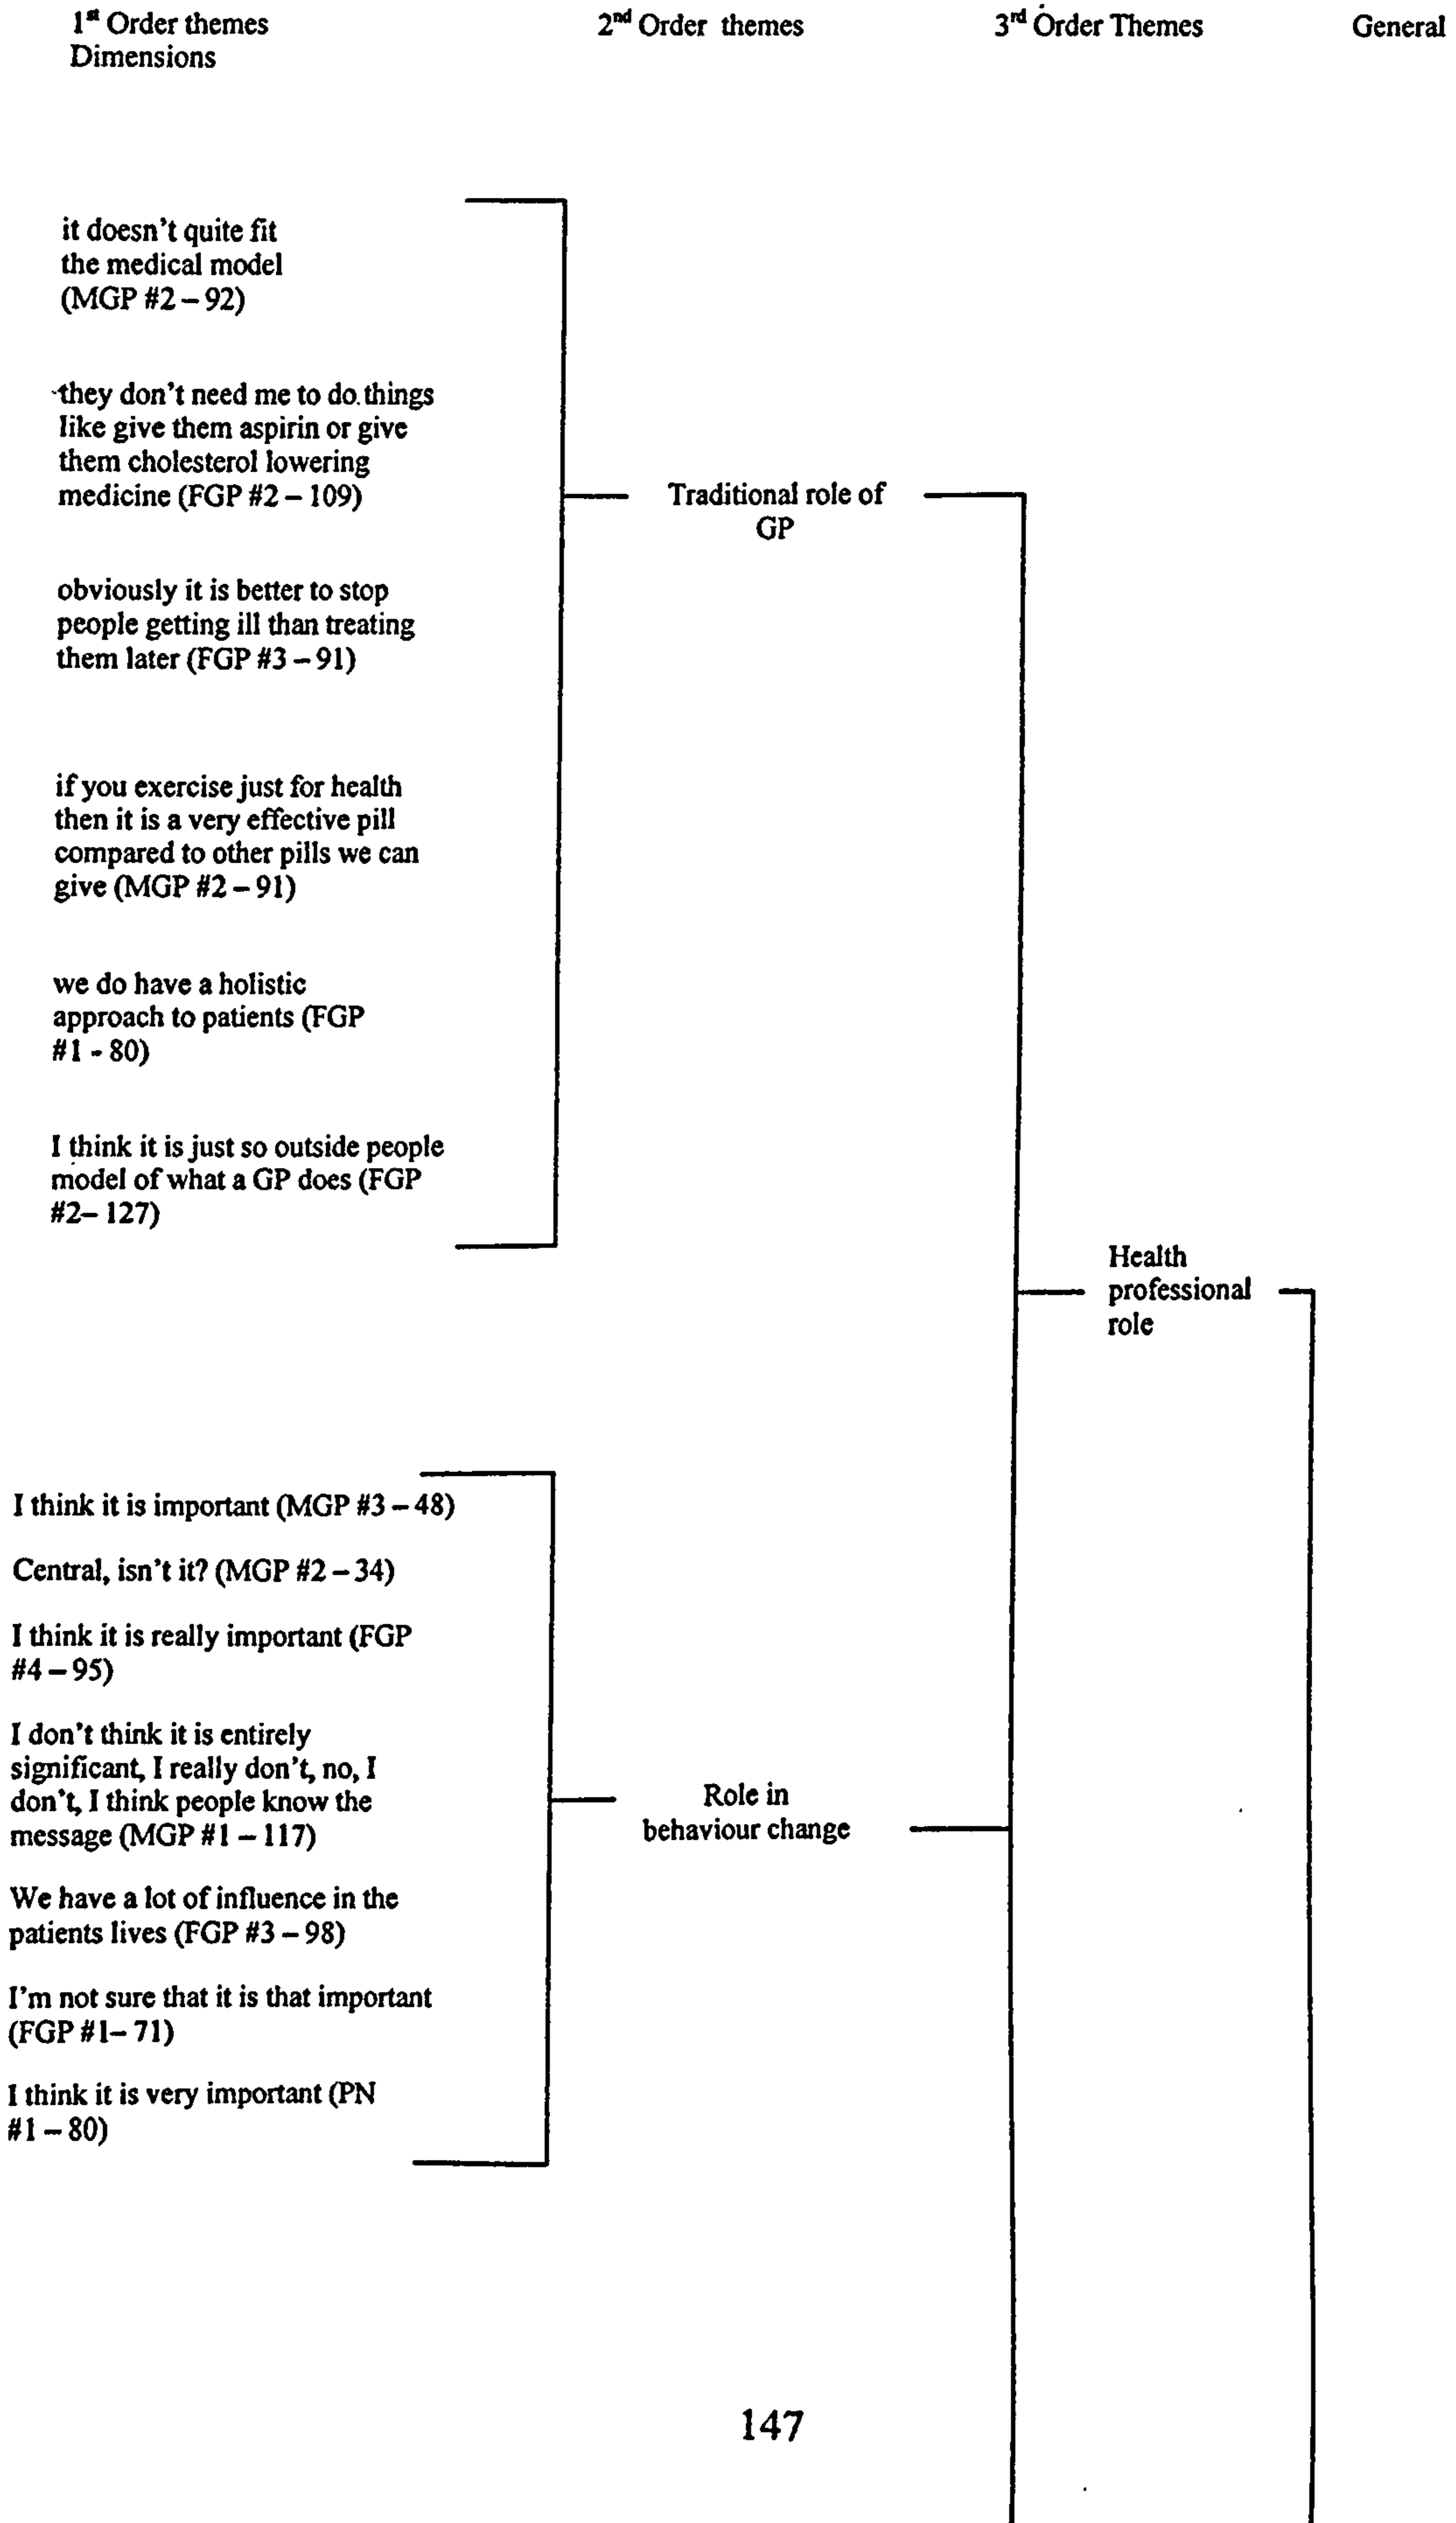 1st Order themes 2nd Order themes 3rd Order Themes General
Dimensions
it doesn't quite fit
the medical model
(MGP #2 – 92)
they don't need me to do things
like give them aspirin or give
them cholesterol lowering
medicine (FGP #2 – 109)
obviously it is better to stop
people getting ill than treating
them later (FGP #3 – 91)
if you exercise just for health
then it is a very effective pill
compared to other pills we can
give (MGP #2 – 91)
we do have a holistic
approach to patients (FGP
#1 - 80)
I think it is just so outside people
model of what a GP does (FGP
#2– 127)
Traditional role of
GP
I think it is important (MGP #3 – 48)
Central, isn't it? (MGP #2 – 34)
I think it is really important (FGP
#4 – 95)
I don't think it is entirely
significant, I really don't, no, I
don't, I think people know the
message (MGP #1 – 117)
We have a lot of influence in the
patients lives (FGP #3 – 98)
I'm not sure that it is that important
(FGP #1– 71)
I think it is very important (PN
#1 – 80)
Role in
behaviour change
Health
professional
role
147